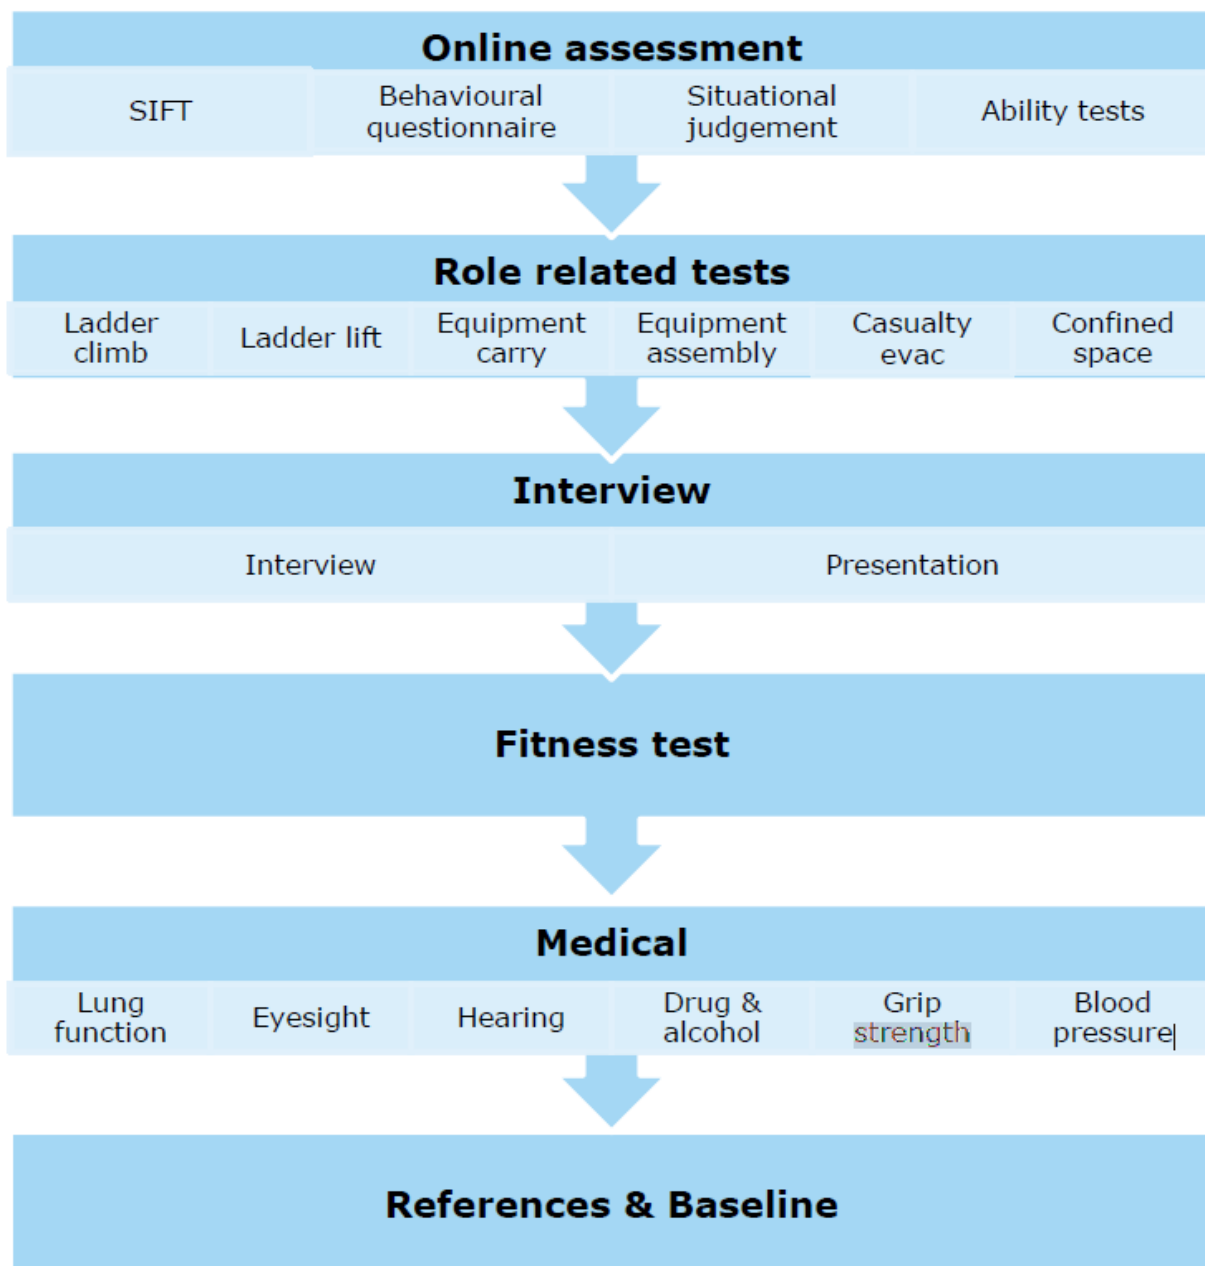 Online assessment
SIFT
Behavioural
questionnaire
Situational
judgement
Ability tests
Role related tests
Ladder
climb
Ladder lift
Equipment
carry
Equipment
assembly
Casualty
evac
Confined
space
Interview
Interview
Presentation
Fitness test
Medical
Lung
function
Eyesight
Hearing
Drug &
alcohol
Grip
strength
Blood
pressure
References & Baseline